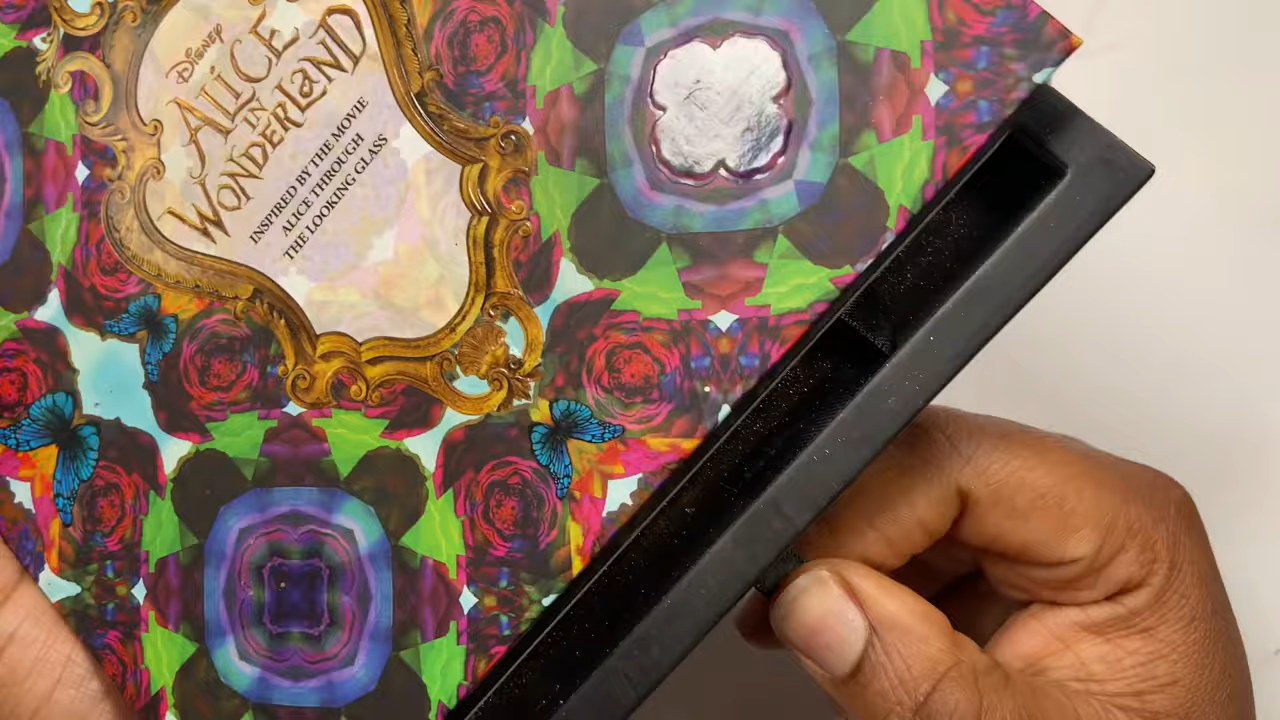 DISNEY
ALICE
IN
WONDERLAND
INSPIRED BY THE MOVIE
ALICE THROUGH
THE LOOKING GLASS